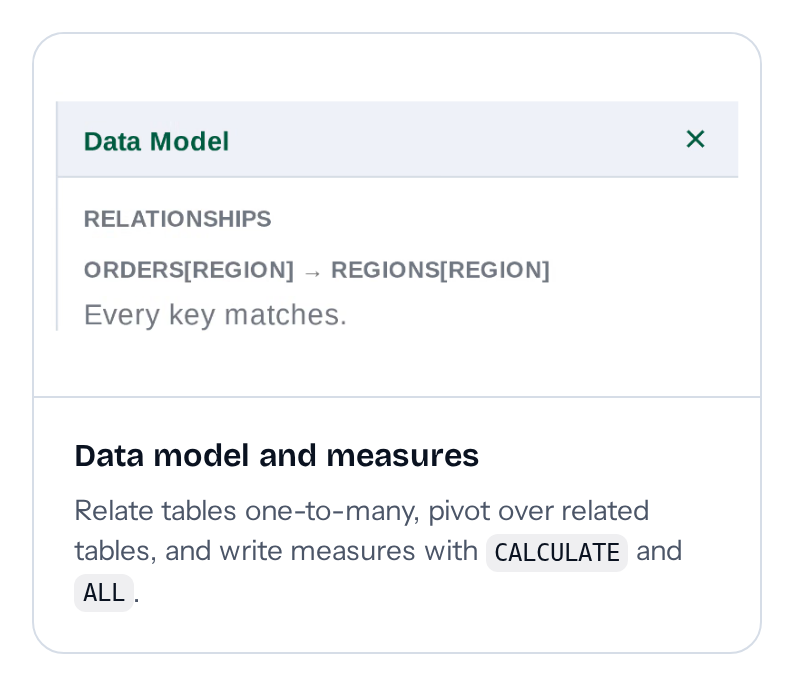 Data Model ✕
RELATIONSHIPS
ORDERS[REGION] → REGIONS[REGION]
Every key matches.
Data model and measures
Relate tables one-to-many, pivot over related
tables, and write measures with CALCULATE and
ALL.